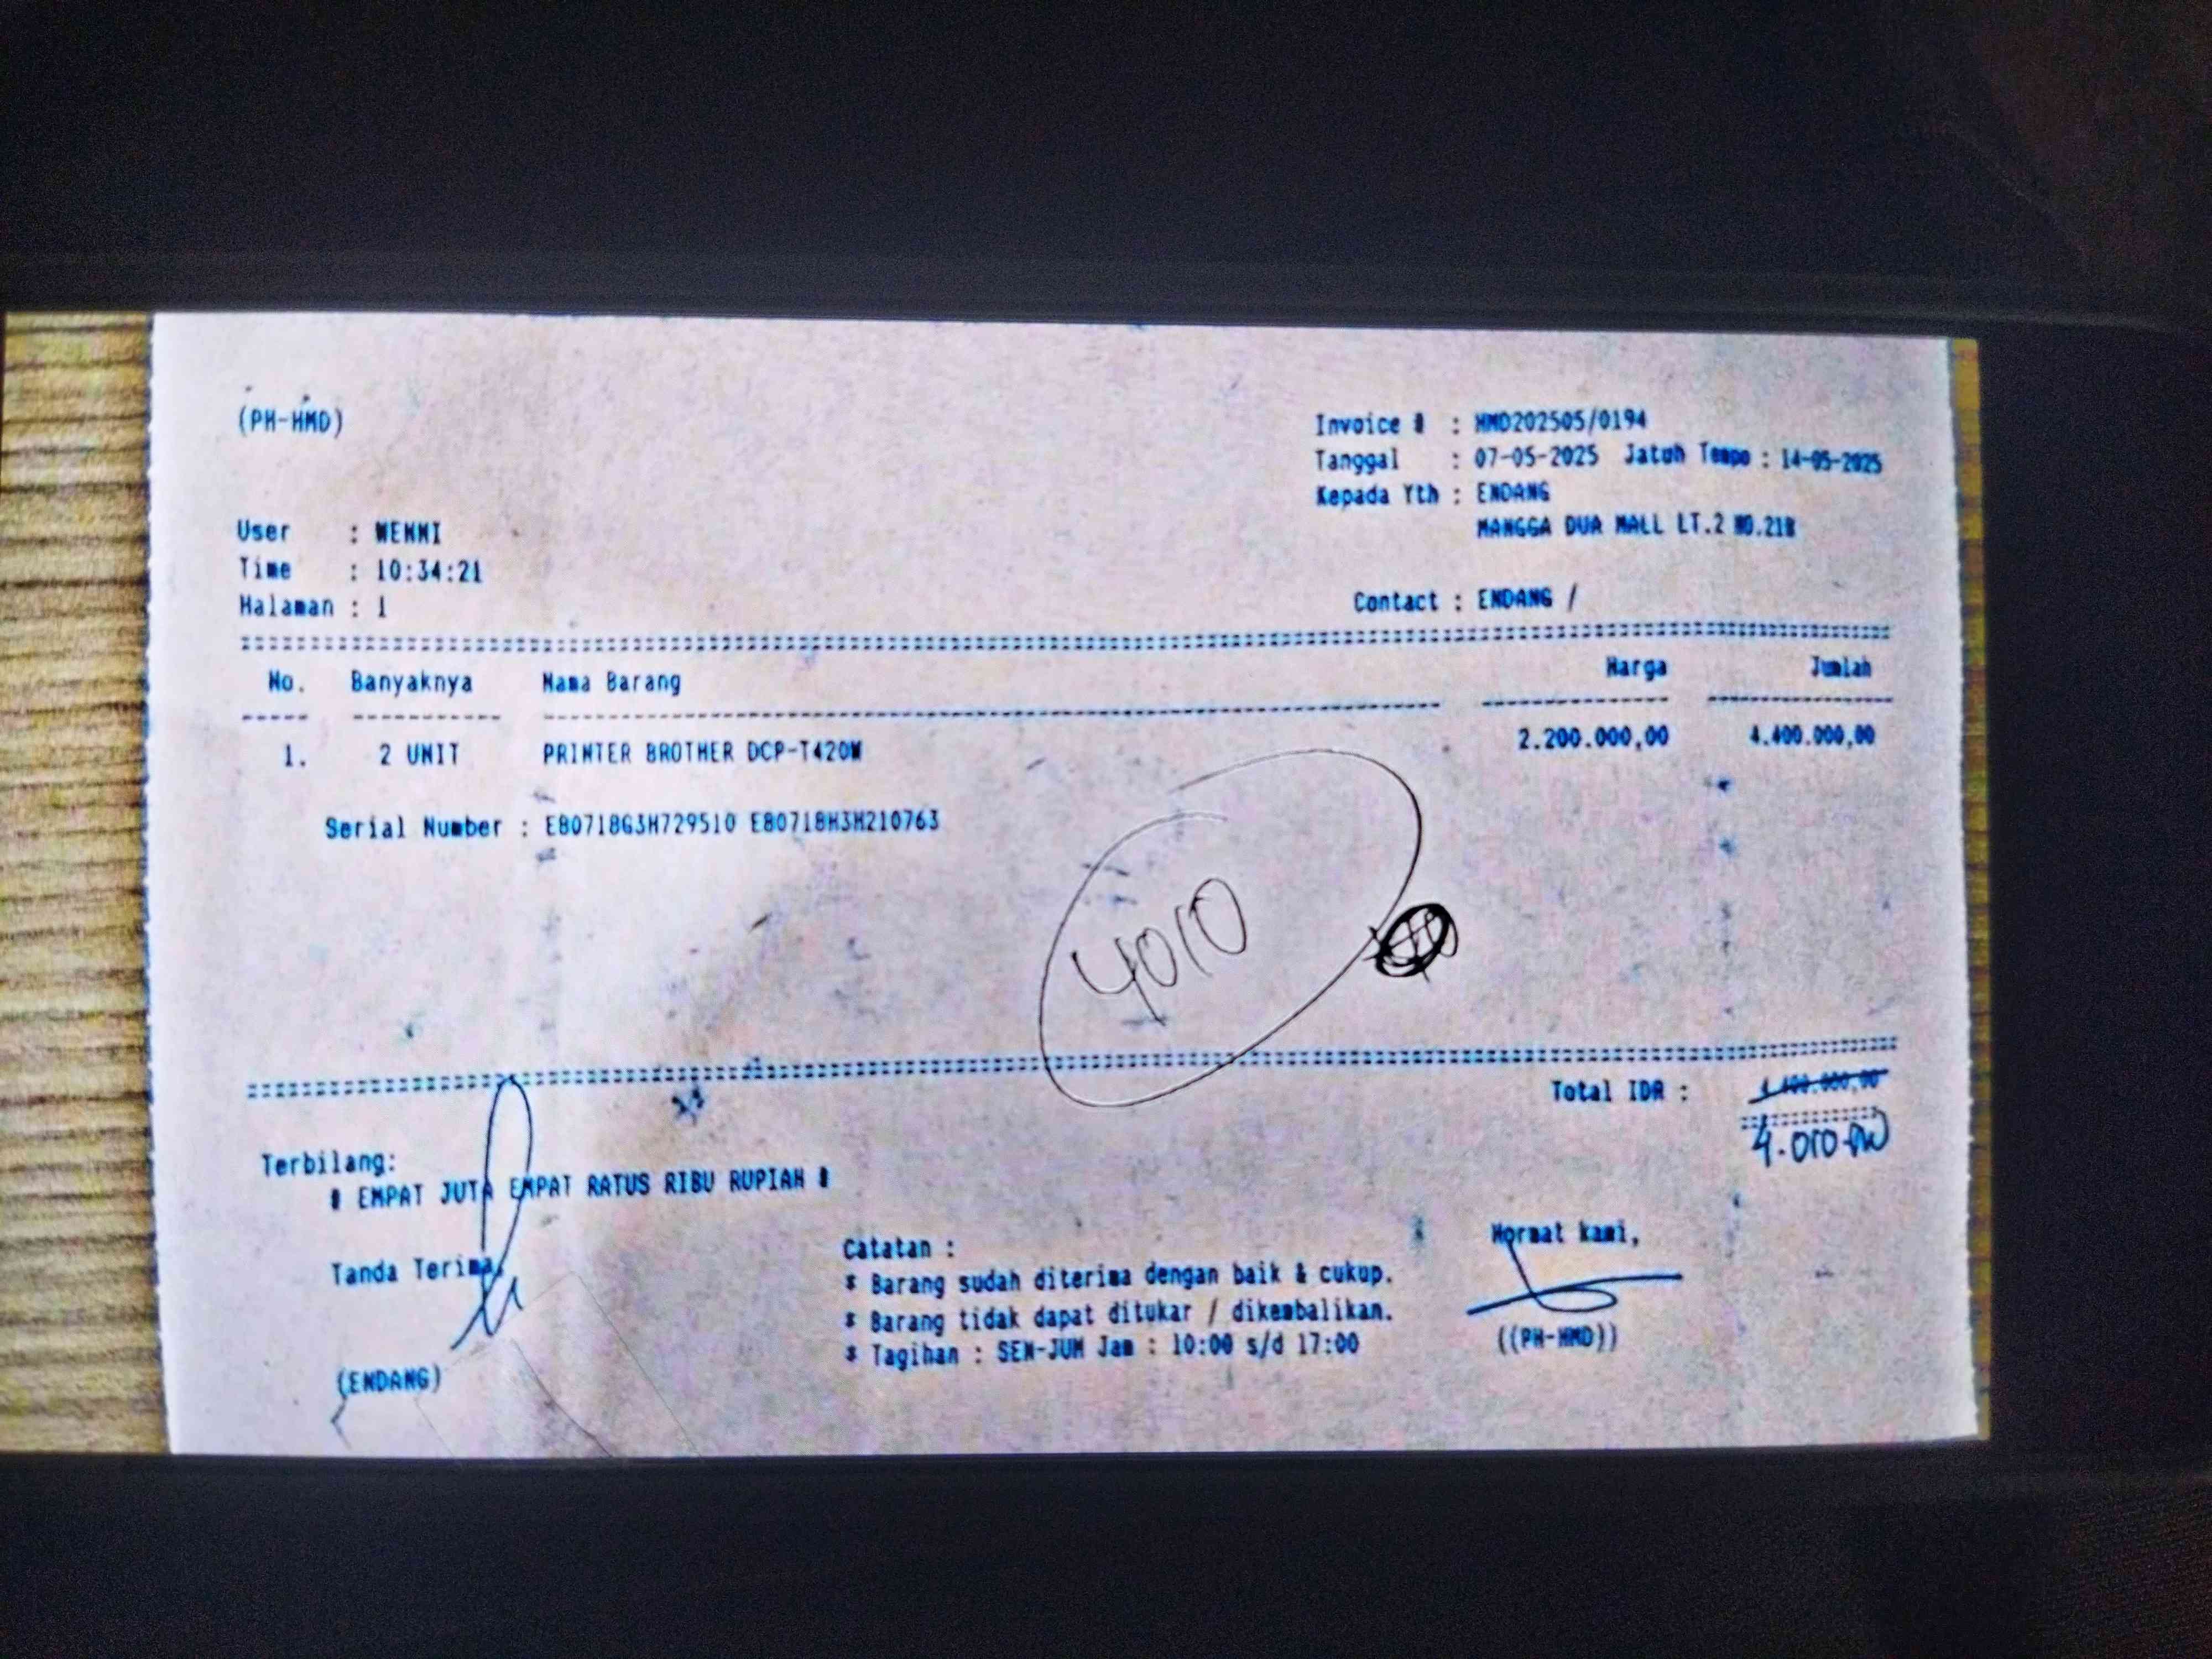 (PH-HMD)
Invoice # : HMD202505/0194
Tanggal : 07-05-2025 Jatuh Tempo : 14-05-2025
Kepada Yth : ENDANG
MANGGA DUA MALL LT.2 NO.21B
User : WENNI
Time : 10:34:21
Halaman : 1
Contact : ENDANG /
No. Banyaknya Nama Barang Harga Jumlah
1. 2 UNIT PRINTER BROTHER DCP-T420W 2.200.000,00 4.400.000,00
Serial Number : E80718G3H729510 E80718H3H210763
4010
Total IDR : 4.400.000,00
4.010.000
Terbilang:
# EMPAT JUTA EMPAT RATUS RIBU RUPIAH #
Tanda Terima,
(ENDANG)
Catatan :
* Barang sudah diterima dengan baik & cukup.
* Barang tidak dapat ditukar / dikembalikan.
* Tagihan : SEN-JUM Jam : 10:00 s/d 17:00
Hormat kami,
((PH-HMD))